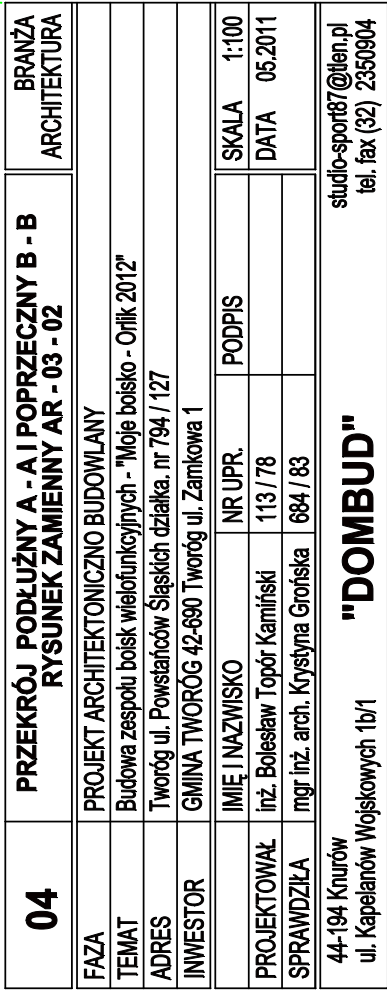 04
PRZEKRÓJ PODŁUŻNY A - A I POPRZECZNY B - B
RYSUNEK ZAMIENNY AR - 03 - 02
BRANŻA
ARCHITEKTURA
FAZA PROJEKT ARCHITEKTONICZNO BUDOWLANY
TEMAT Budowa zespołu boisk wielofunkcyjnych - "Moje boisko - Orlik 2012"
ADRES Tworóg ul. Powstańców Śląskich działka. nr 794 / 127
INWESTOR GMINA TWORÓG 42-690 Tworóg ul. Zamkowa 1
IMIĘ I NAZWISKO NR UPR. PODPIS SKALA 1:100
PROJEKTOWAŁ inż. Bolesław Topór Kamiński 113 / 78 DATA 05.2011
SPRAWDZIŁA mgr inż. arch. Krystyna Grońska 684 / 83
44-194 Knurów
ul. Kapelanów Wojskowych 1b/1
"DOMBUD"
studio-sport87@tlen.pl
tel. fax (32) 2350904